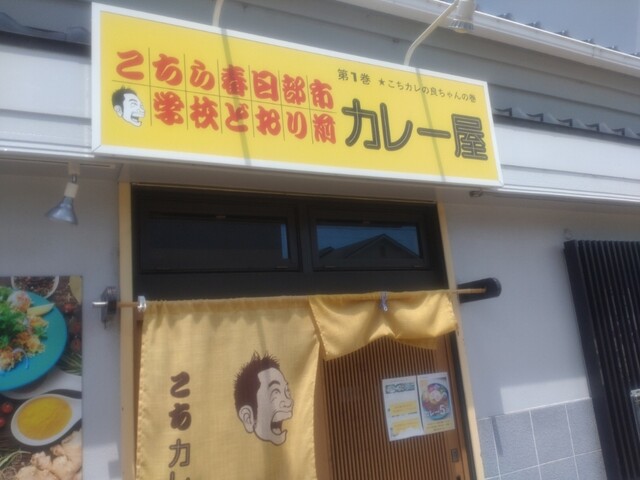 こちら春日部市
学校どおり前
第1巻 ★こちカレの良ちゃんの巻
カレー屋
こちカレ